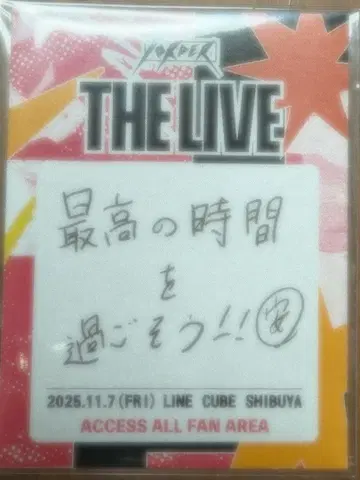 THE LIVE
最高の時間
を
過ごそう!! 安
2025.11.7(FRI) LINE CUBE SHIBUYA
ACCESS ALL FAN AREA